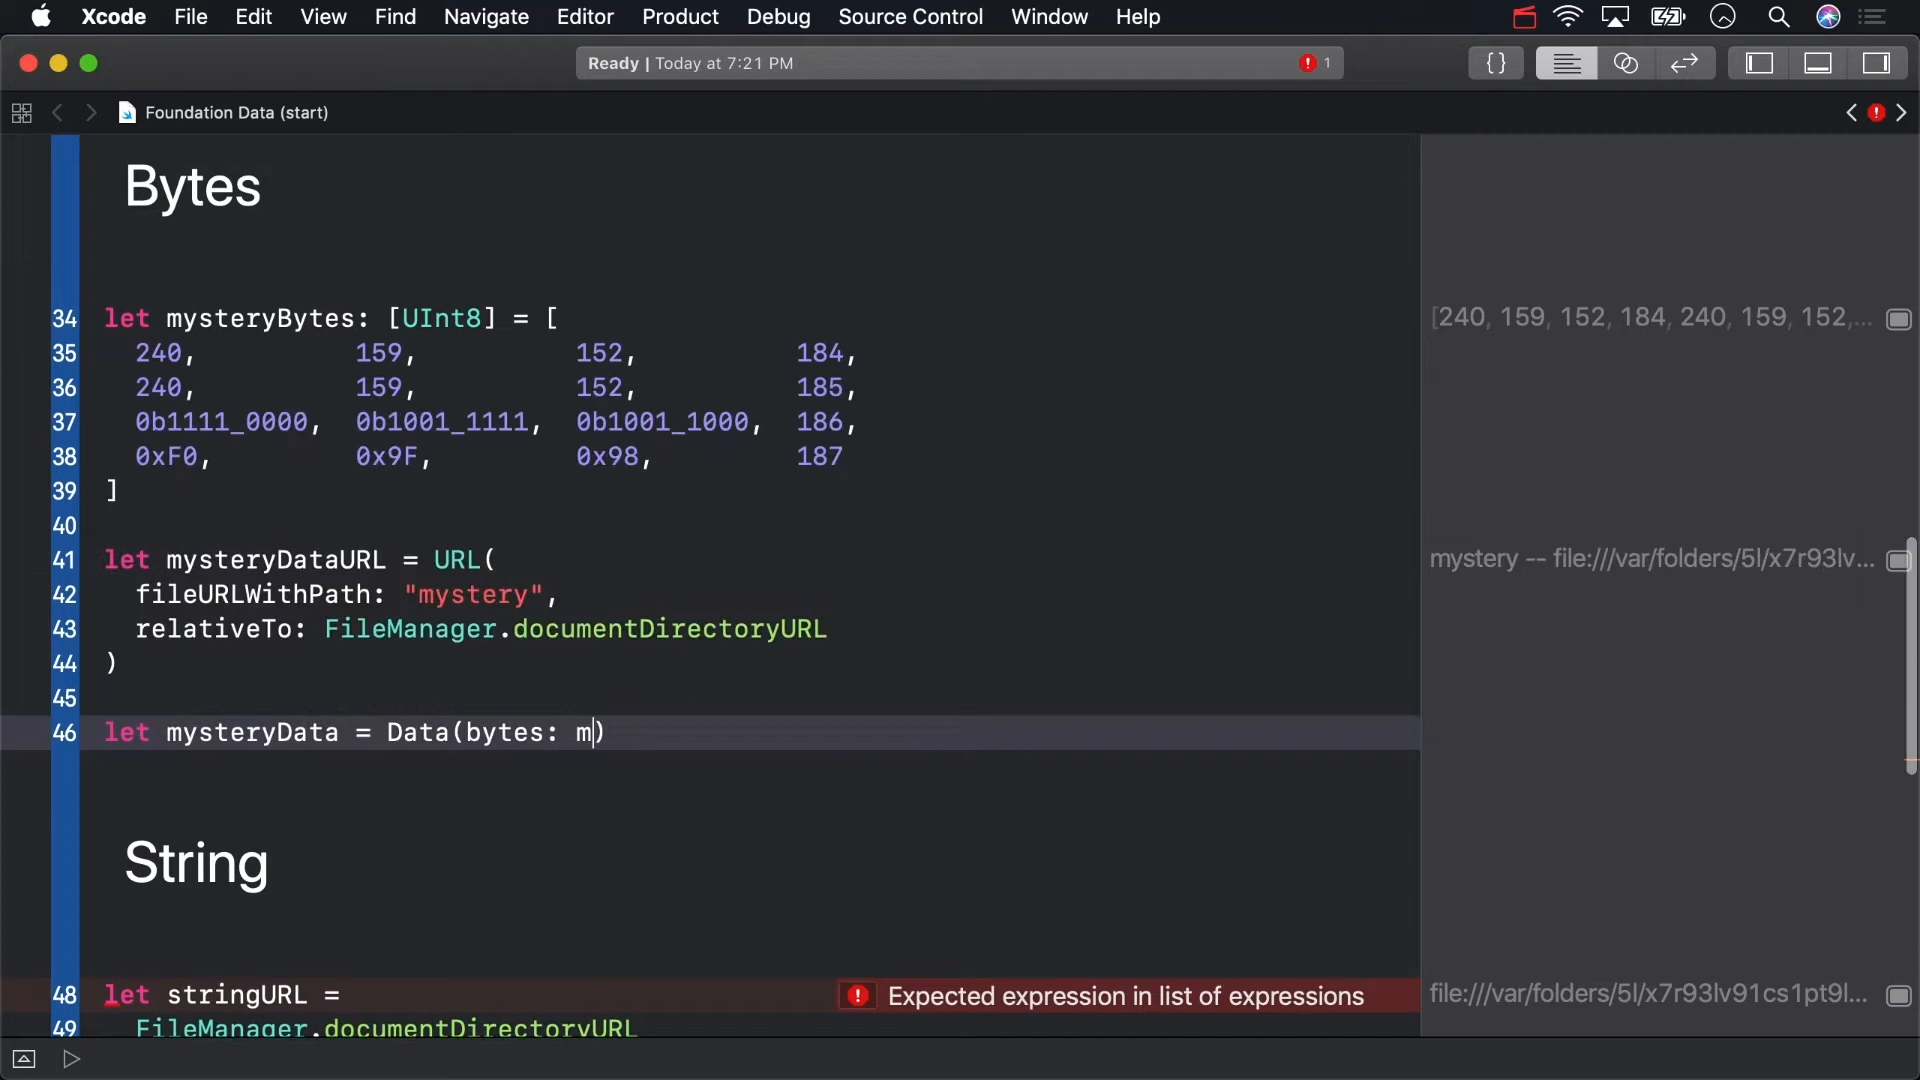 Xcode File Edit View Find Navigate Editor Product Debug Source Control Window Help
Ready | Today at 7:21 PM
1
{}
Foundation Data (start)
Bytes
34 let mysteryBytes: [UInt8] = [
[240, 159, 152, 184, 240, 159, 152,...
35 240, 159, 152, 184,
36 240, 159, 152, 185,
37 0b1111_0000, 0b1001_1111, 0b1001_1000, 186,
38 0xF0, 0x9F, 0x98, 187
39 ]
40
41 let mysteryDataURL = URL(
mystery -- file:///var/folders/5l/x7r93lv...
42 fileURLWithPath: "mystery",
43 relativeTo: FileManager.documentDirectoryURL
44 )
45
46 let mysteryData = Data(bytes: m)
String
48 let stringURL =
Expected expression in list of expressions
file:///var/folders/5l/x7r93lv91cs1pt9l...
49 FileManager.documentDirectoryURL